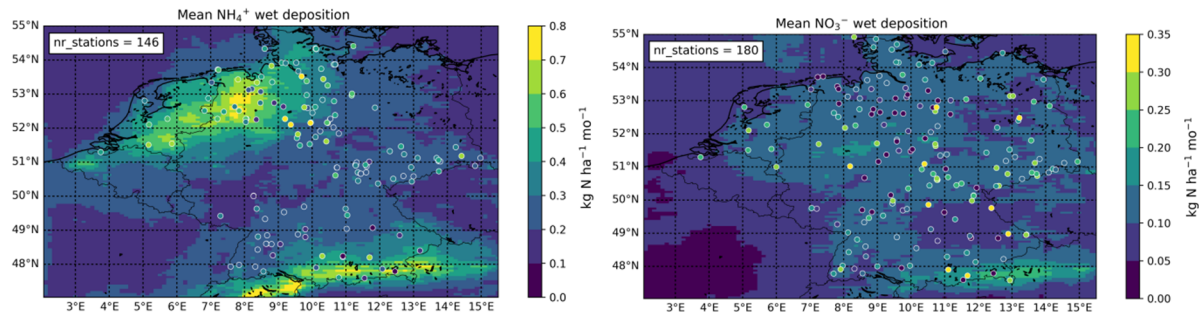 Mean NH₄⁺ wet deposition
55°N
54°N
53°N
52°N
51°N
50°N
49°N
48°N
nr_stations = 146
3°E 4°E 5°E 6°E 7°E 8°E 9°E 10°E 11°E 12°E 13°E 14°E 15°E
0.8
0.7
0.6
0.5
0.4
0.3
0.2
0.1
0.0
kg N ha⁻¹ mo⁻¹
Mean NO₃⁻ wet deposition
55°N
54°N
53°N
52°N
51°N
50°N
49°N
48°N
nr_stations = 180
3°E 4°E 5°E 6°E 7°E 8°E 9°E 10°E 11°E 12°E 13°E 14°E 15°E
0.35
0.30
0.25
0.20
0.15
0.10
0.05
0.00
kg N ha⁻¹ mo⁻¹